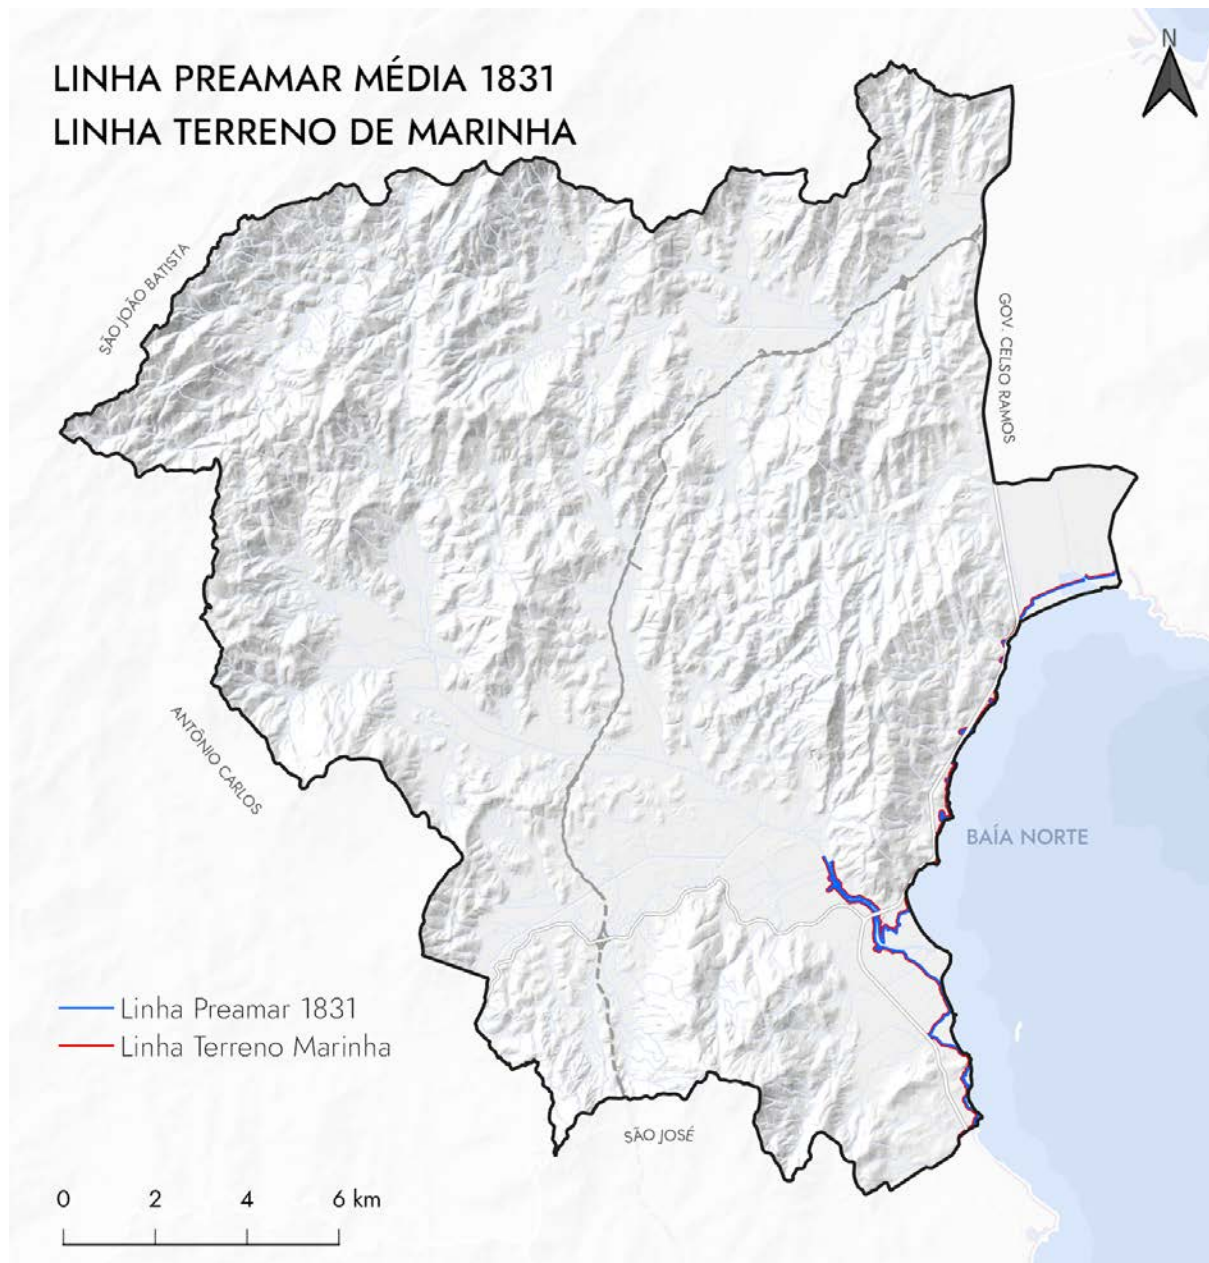 LINHA PREAMAR MÉDIA 1831
LINHA TERRENO DE MARINHA
N
SÃO JOÃO BATISTA
GOV. CELSO RAMOS
ANTÔNIO CARLOS
BAÍA NORTE
Linha Preamar 1831
Linha Terreno Marinha
SÃO JOSÉ
0 2 4 6 km